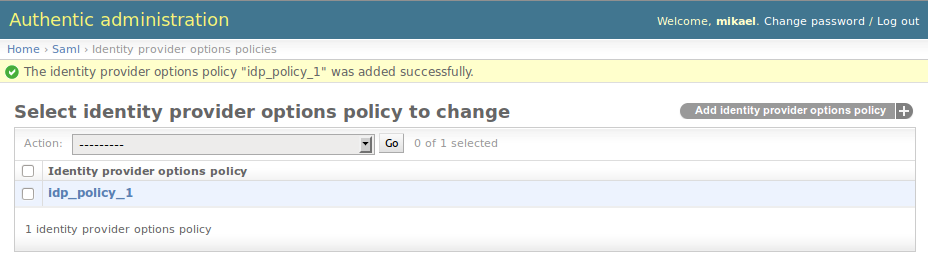 Authentic administration
Welcome, mikael. Change password / Log out
Home › Saml › Identity provider options policies
The identity provider options policy "idp_policy_1" was added successfully.
Select identity provider options policy to change
Add identity provider options policy +
Action: --------- Go 0 of 1 selected
Identity provider options policy
idp_policy_1
1 identity provider options policy